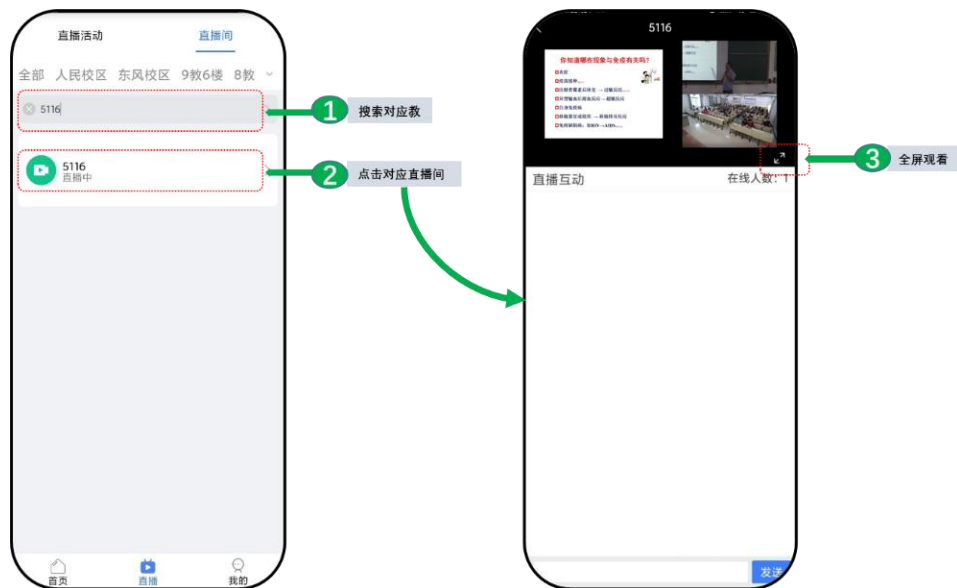 直播活动 直播间
全部 人民校区 东风校区 9教6楼 8教
5116
1 搜索对应教
5116
直播中
2 点击对应直播间
首页 直播 我的
5116
你知道哪些现象与免疫有关吗?
3 全屏观看
直播互动 在线人数: 1
发送